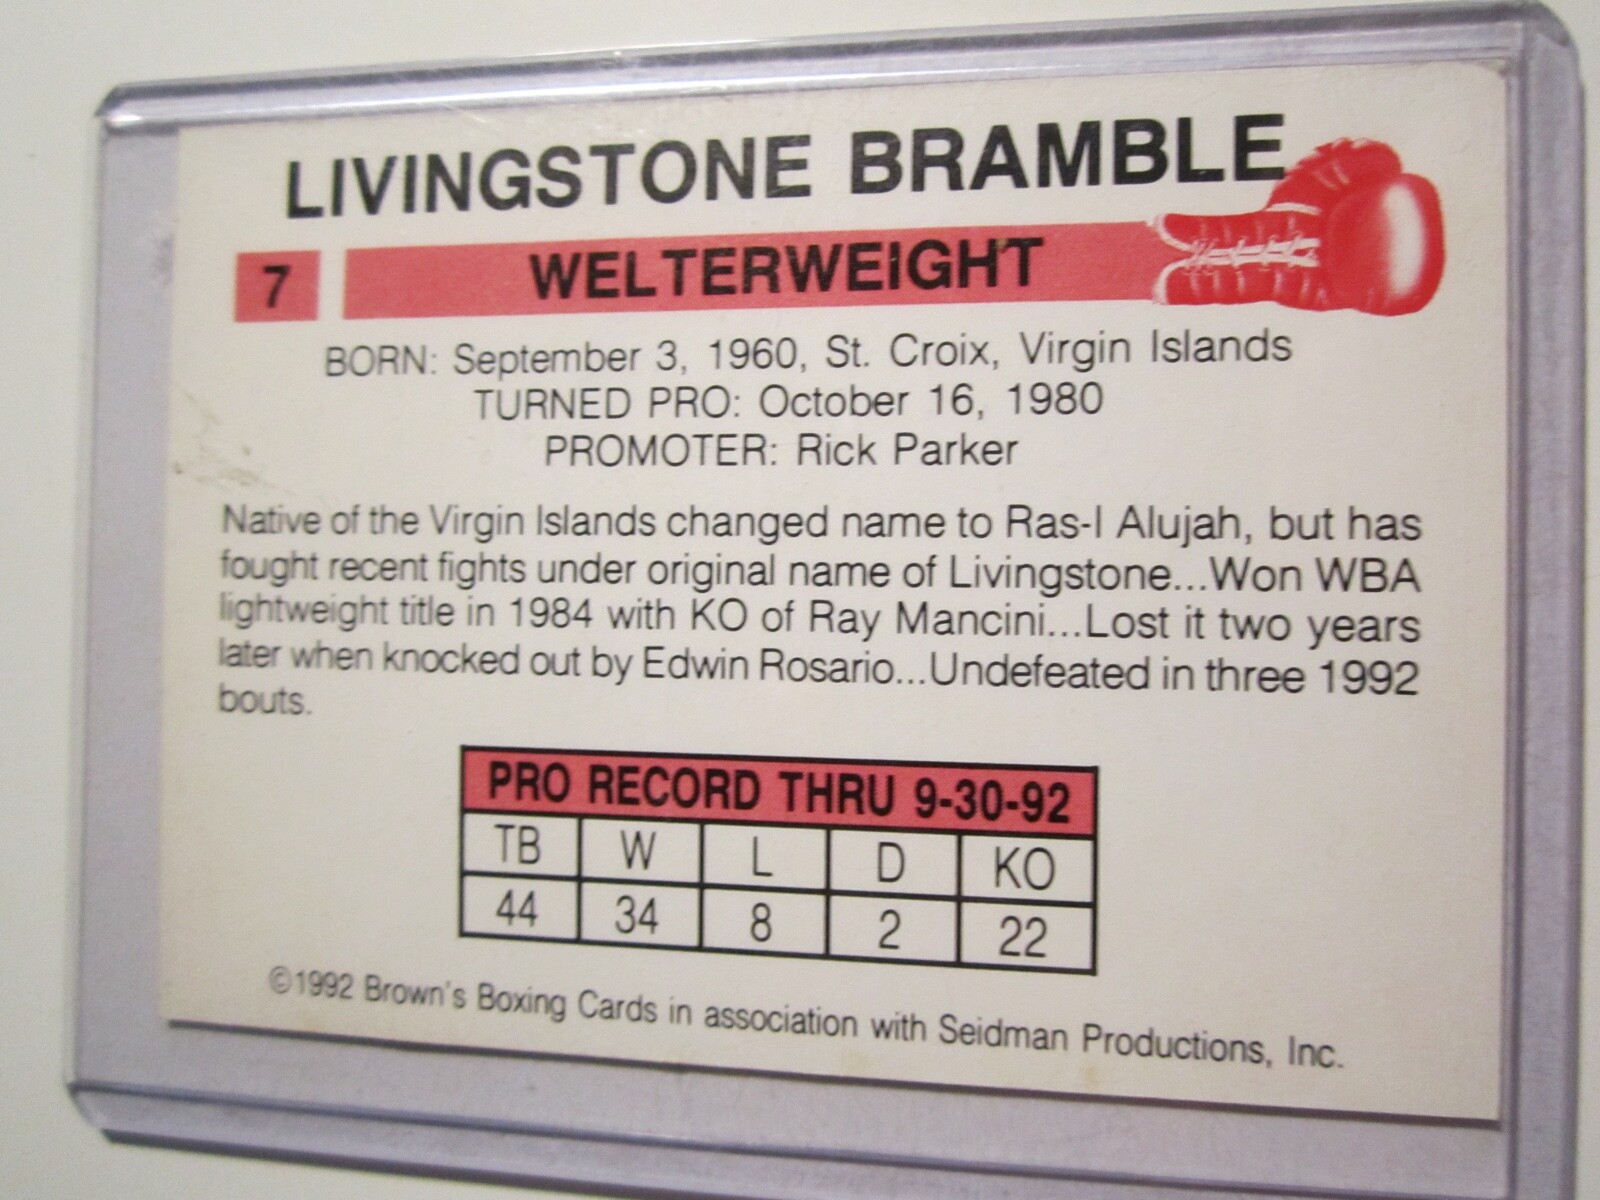 LIVINGSTONE BRAMBLE
7 WELTERWEIGHT
BORN: September 3, 1960, St. Croix, Virgin Islands
TURNED PRO: October 16, 1980
PROMOTER: Rick Parker
Native of the Virgin Islands changed name to Ras-I Alujah, but has
fought recent fights under original name of Livingstone...Won WBA
lightweight title in 1984 with KO of Ray Mancini...Lost it two years
later when knocked out by Edwin Rosario...Undefeated in three 1992
bouts.
PRO RECORD THRU 9-30-92
TB W L D KO
44 34 8 2 22
©1992 Brown's Boxing Cards in association with Seidman Productions, Inc.